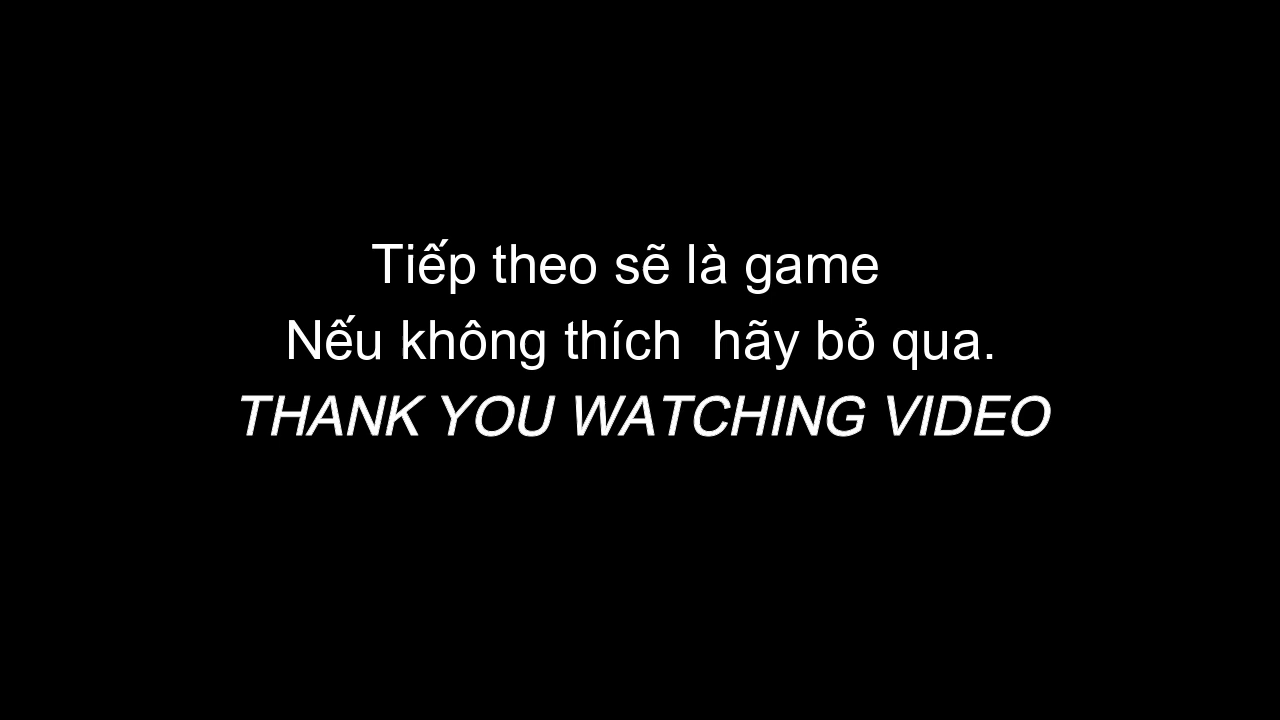 Tiếp theo sẽ là game
Nếu không thích  hãy bỏ qua.
THANK YOU WATCHING VIDEO